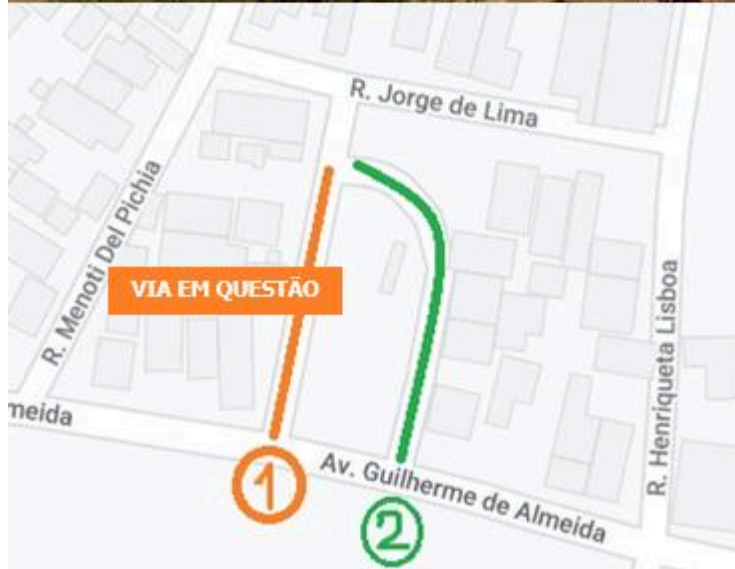 R. Jorge de Lima
R. Menoti Del Pichia
VIA EM QUESTÃO
R. Henriqueta Lisboa
meida
Av. Guilherme de Almeida
1
2